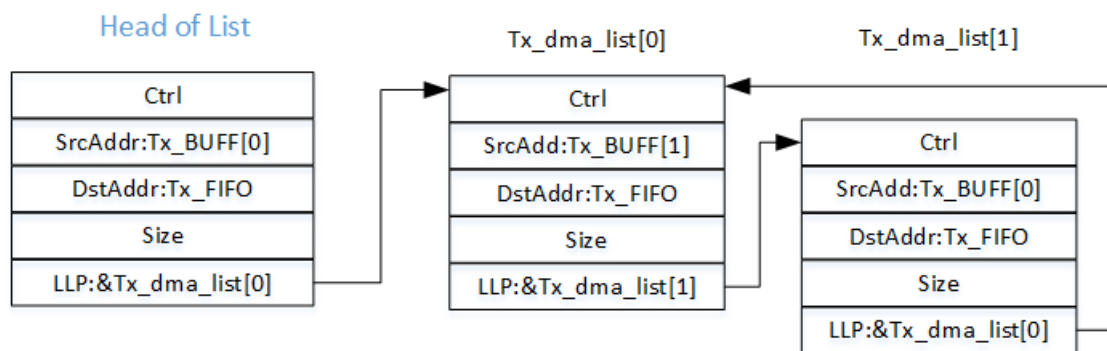 Head of List
Ctrl
SrcAddr:Tx_BUFF[0]
DstAddr:Tx_FIFO
Size
LLP:&Tx_dma_list[0]
Tx_dma_list[0]
Ctrl
SrcAdd:Tx_BUFF[1]
DstAddr:Tx_FIFO
Size
LLP:&Tx_dma_list[1]
Tx_dma_list[1]
Ctrl
SrcAdd:Tx_BUFF[0]
DstAddr:Tx_FIFO
Size
LLP:&Tx_dma_list[0]